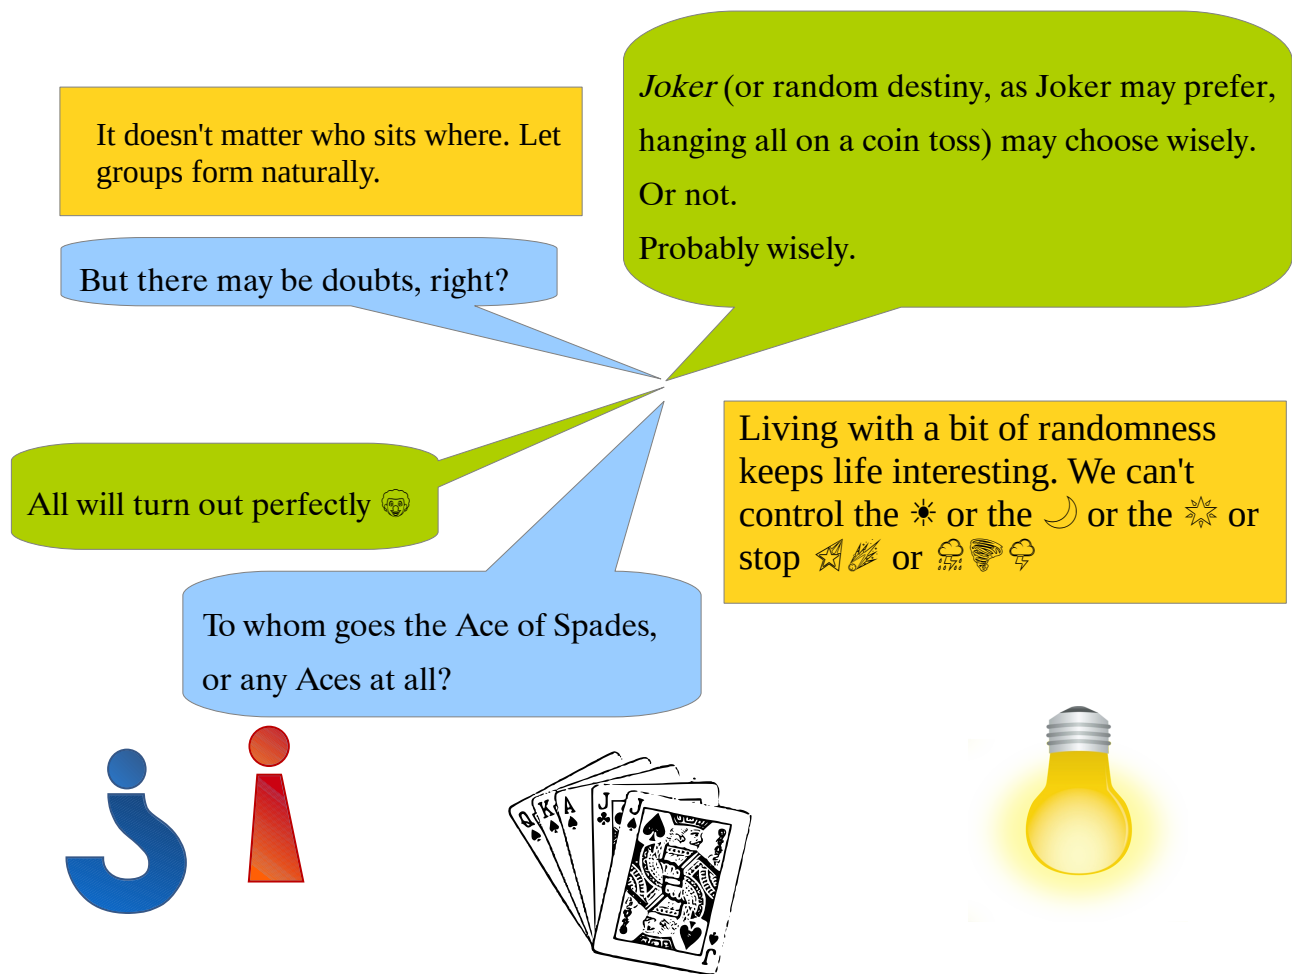 It doesn't matter who sits where. Let
groups form naturally.
Joker (or random destiny, as Joker may prefer,
hanging all on a coin toss) may choose wisely.
Or not.
Probably wisely.
But there may be doubts, right?
All will turn out perfectly
Living with a bit of randomness
keeps life interesting. We can't
control the ☀ or the ☽ or the ☼ or
stop or
To whom goes the Ace of Spades,
or any Aces at all?
¿ ¡
Q K A J J
J